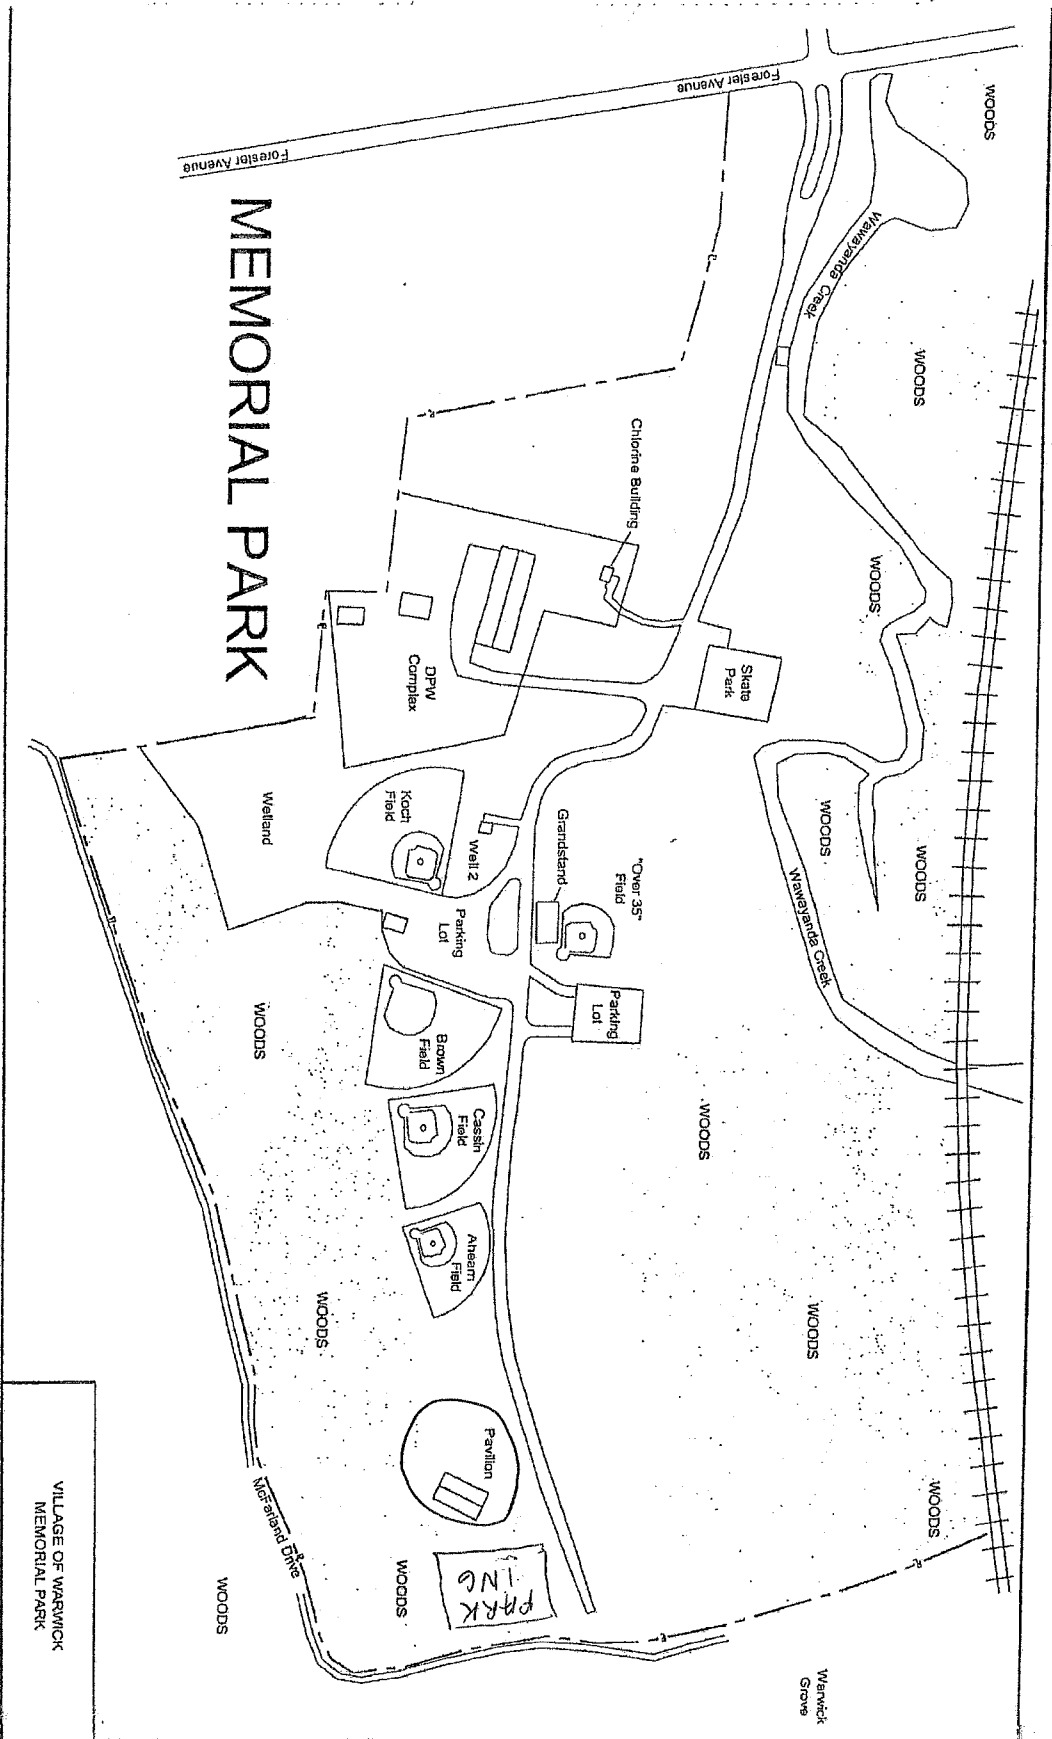 MEMORIAL PARK
Forester Avenue
Forester Avenue
WOODS
Wawayanda Creek
WOODS
Chlorine Building
WOODS
DPW
Complex
Skate
Park
Wetland
Koch
Field
Well 2
Grandstand
"Over 35"
Field
WOODS
WOODS
Wawayanda Creek
Parking
Lot
Parking
Lot
WOODS
Brown
Field
Cassin
Field
WOODS
Ahearn
Field
WOODS
WOODS
Pavilion
WOODS
McFarland Drive
WOODS
WOODS
PARK
ING
Warwick
Grove
VILLAGE OF WARWICK
MEMORIAL PARK